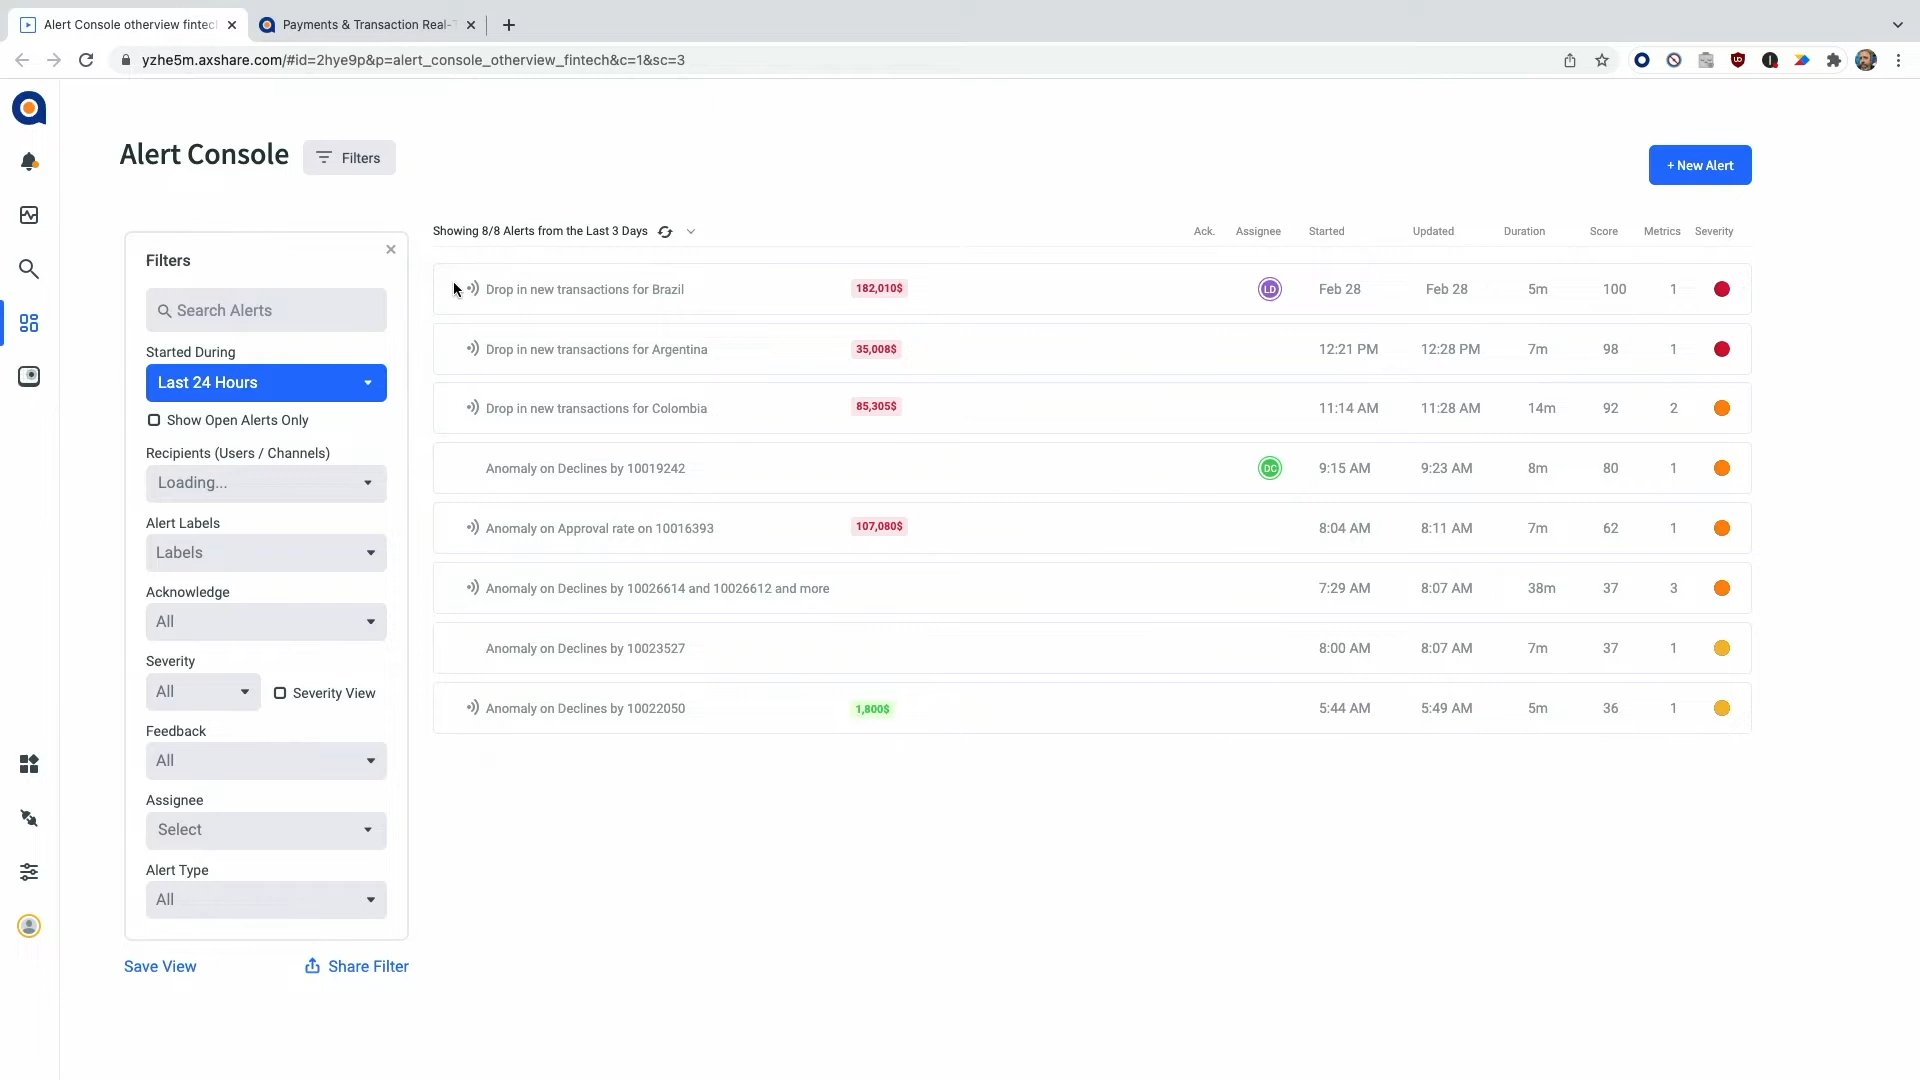 Alert Console otherview fintec
Payments & Transaction Real-T
yzhe5m.axshare.com/#id=2hye9p&p=alert_console_otherview_fintech&c=1&sc=3
Alert Console
Filters
+ New Alert
Filters
Search Alerts
Started During
Last 24 Hours
Show Open Alerts Only
Recipients (Users / Channels)
Loading...
Alert Labels
Labels
Acknowledge
All
Severity
All
Severity View
Feedback
All
Assignee
Select
Alert Type
All
Save View
Share Filter
Showing 8/8 Alerts from the Last 3 Days
Ack. Assignee Started Updated Duration Score Metrics Severity
Drop in new transactions for Brazil 182,010$ LD Feb 28 Feb 28 5m 100 1
Drop in new transactions for Argentina 35,008$ 12:21 PM 12:28 PM 7m 98 1
Drop in new transactions for Colombia 85,305$ 11:14 AM 11:28 AM 14m 92 2
Anomaly on Declines by 10019242 DC 9:15 AM 9:23 AM 8m 80 1
Anomaly on Approval rate on 10016393 107,080$ 8:04 AM 8:11 AM 7m 62 1
Anomaly on Declines by 10026614 and 10026612 and more 7:29 AM 8:07 AM 38m 37 3
Anomaly on Declines by 10023527 8:00 AM 8:07 AM 7m 37 1
Anomaly on Declines by 10022050 1,800$ 5:44 AM 5:49 AM 5m 36 1